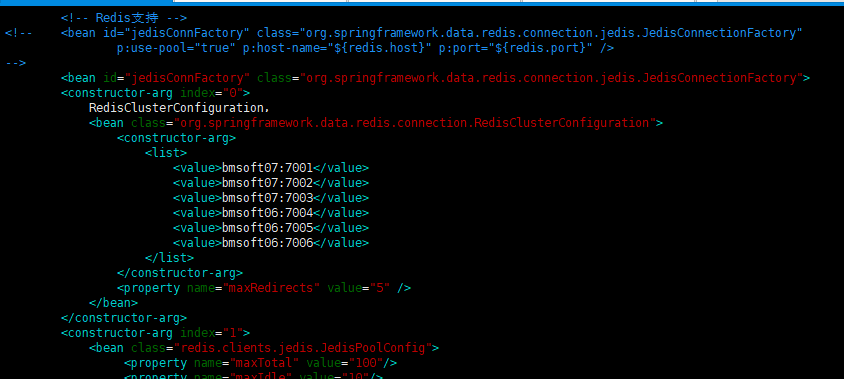 <!-- Redis支持 -->
<!-- <bean id="jedisConnFactory" class="org.springframework.data.redis.connection.jedis.JedisConnectionFactory"
p:use-pool="true" p:host-name="${redis.host}" p:port="${redis.port}" />
-->
<bean id="jedisConnFactory" class="org.springframework.data.redis.connection.jedis.JedisConnectionFactory">
<constructor-arg index="0">
RedisClusterConfiguration,
<bean class="org.springframework.data.redis.connection.RedisClusterConfiguration">
<constructor-arg>
<list>
<value>bmsoft07:7001</value>
<value>bmsoft07:7002</value>
<value>bmsoft07:7003</value>
<value>bmsoft06:7004</value>
<value>bmsoft06:7005</value>
<value>bmsoft06:7006</value>
</list>
</constructor-arg>
<property name="maxRedirects" value="5" />
</bean>
</constructor-arg>
<constructor-arg index="1">
<bean class="redis.clients.jedis.JedisPoolConfig">
<property name="maxTotal" value="100"/>
<property name="maxIdle" value="10"/>